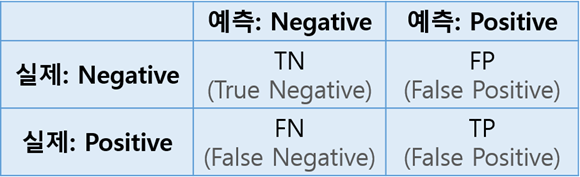 예측: Negative 예측: Positive
실제: Negative TN FP
(True Negative) (False Positive)
실제: Positive FN TP
(False Negative) (False Positive)